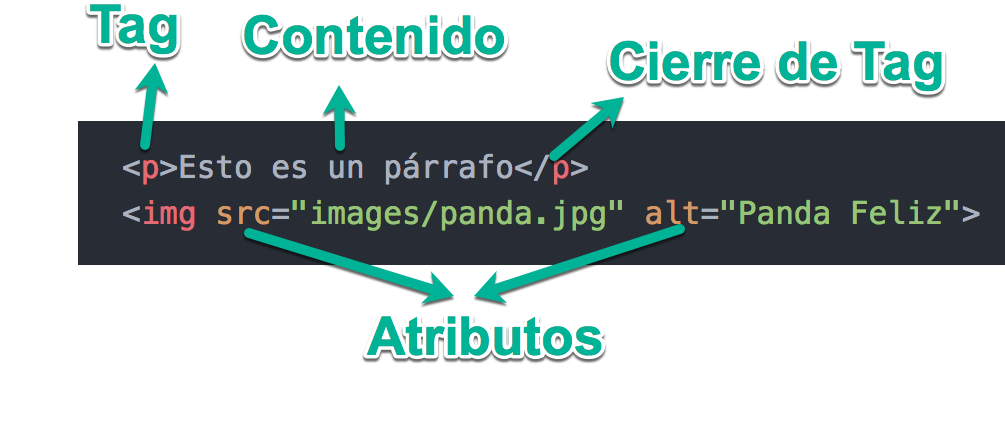 Tag
Contenido
Cierre de Tag
<p>Esto es un párrafo</p>
<img src="images/panda.jpg" alt="Panda Feliz">
Atributos